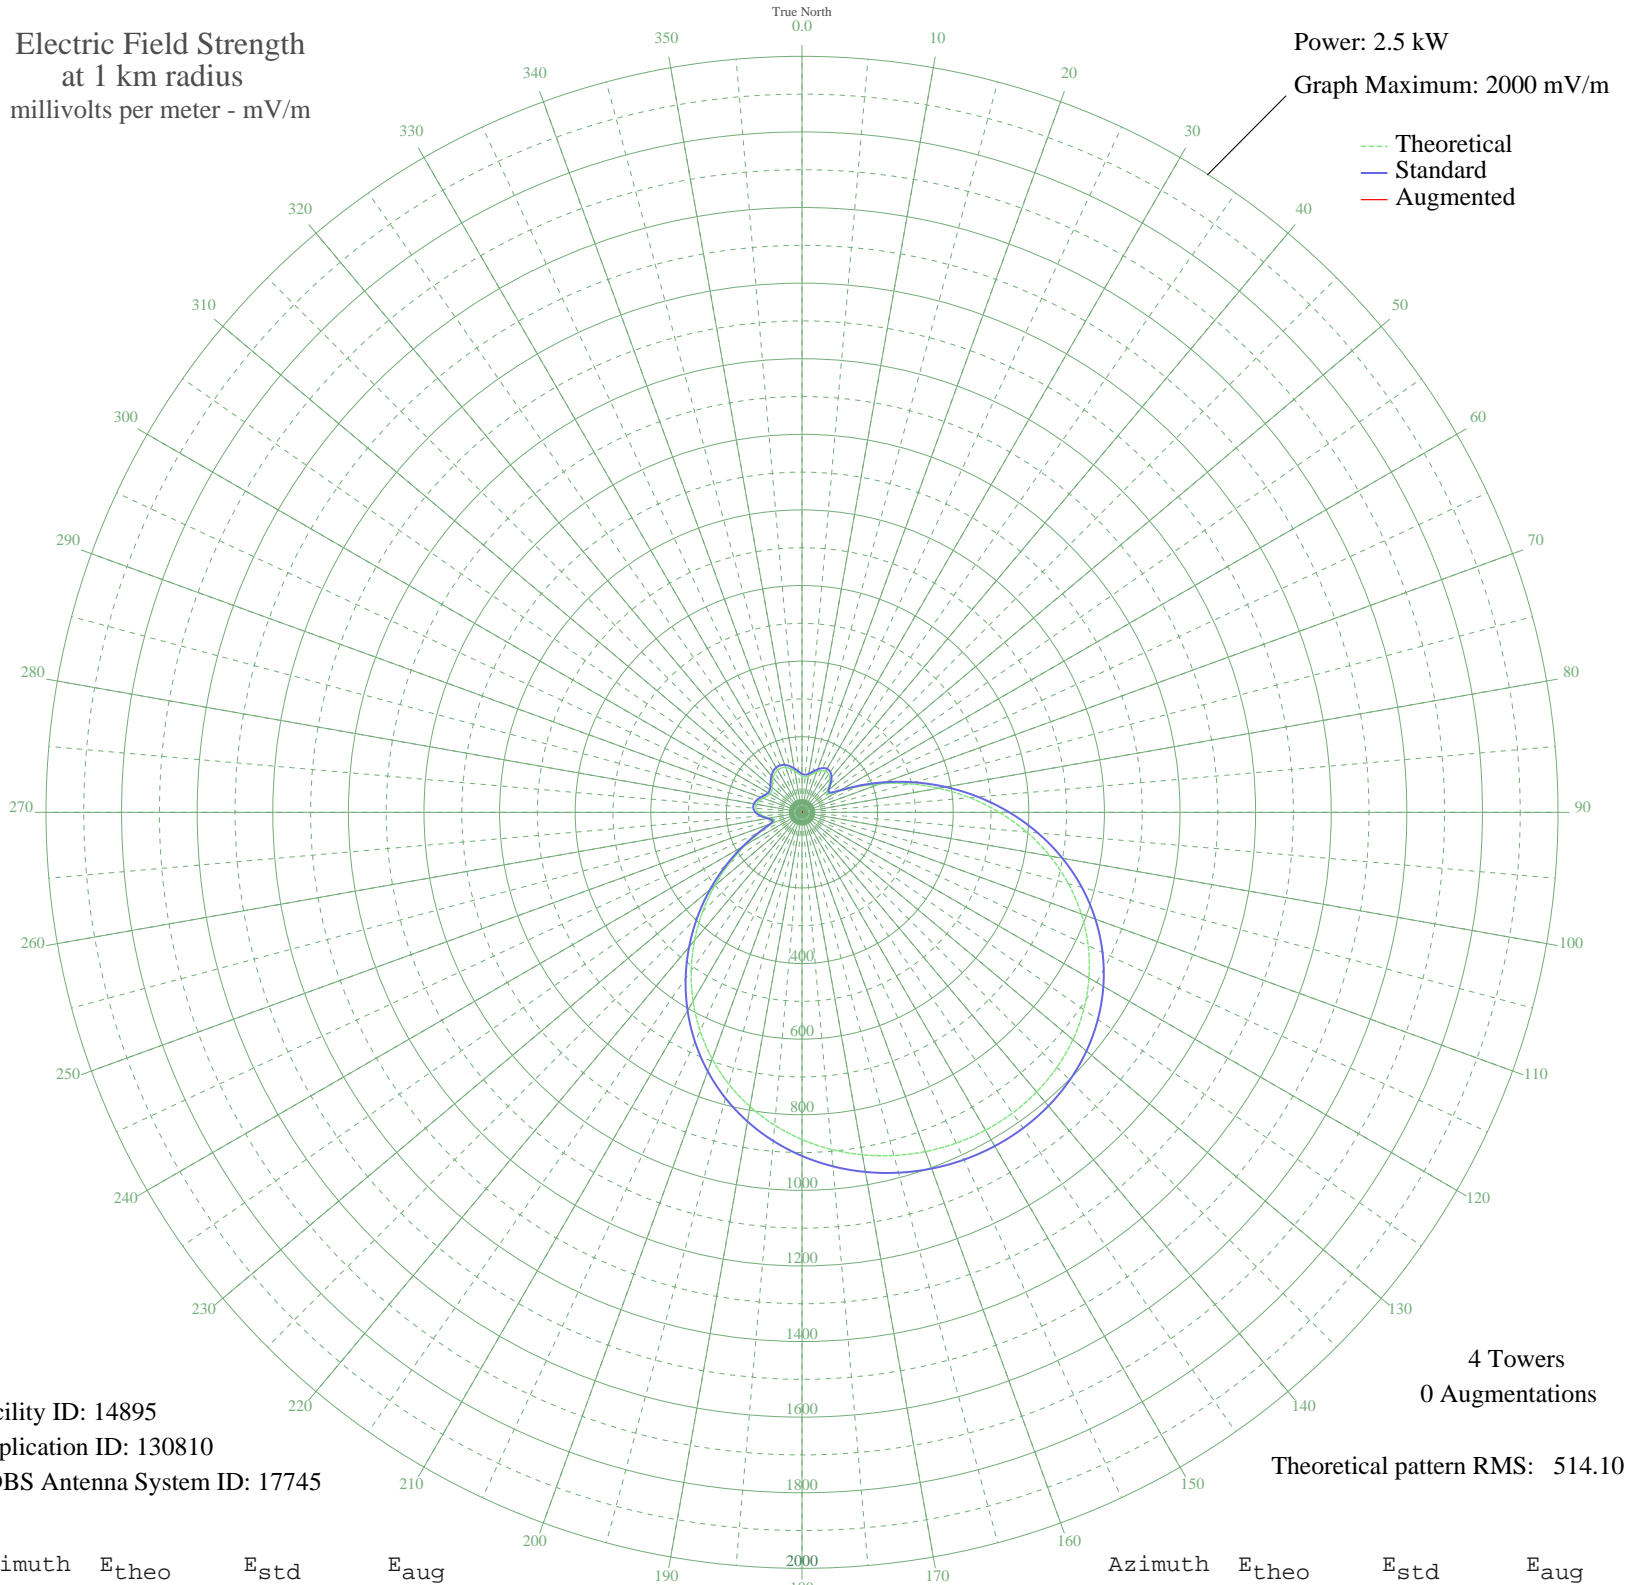 True North
Electric Field Strength
at 1 km radius
millivolts per meter - mV/m
Power: 2.5 kW
Graph Maximum: 2000 mV/m
Theoretical
Standard
Augmented
0.0
10
20
30
40
50
60
70
80
90
100
110
120
130
140
150
160
170
190
200
210
220
230
240
250
260
270
280
290
300
310
320
330
340
350
400
600
800
1000
1200
1400
1600
1800
2000
4 Towers
0 Augmentations
cility ID: 14895
plication ID: 130810
DBS Antenna System ID: 17745
Theoretical pattern RMS: 514.10
imuth Etheo Estd Eaug
Azimuth Etheo Estd Eaug